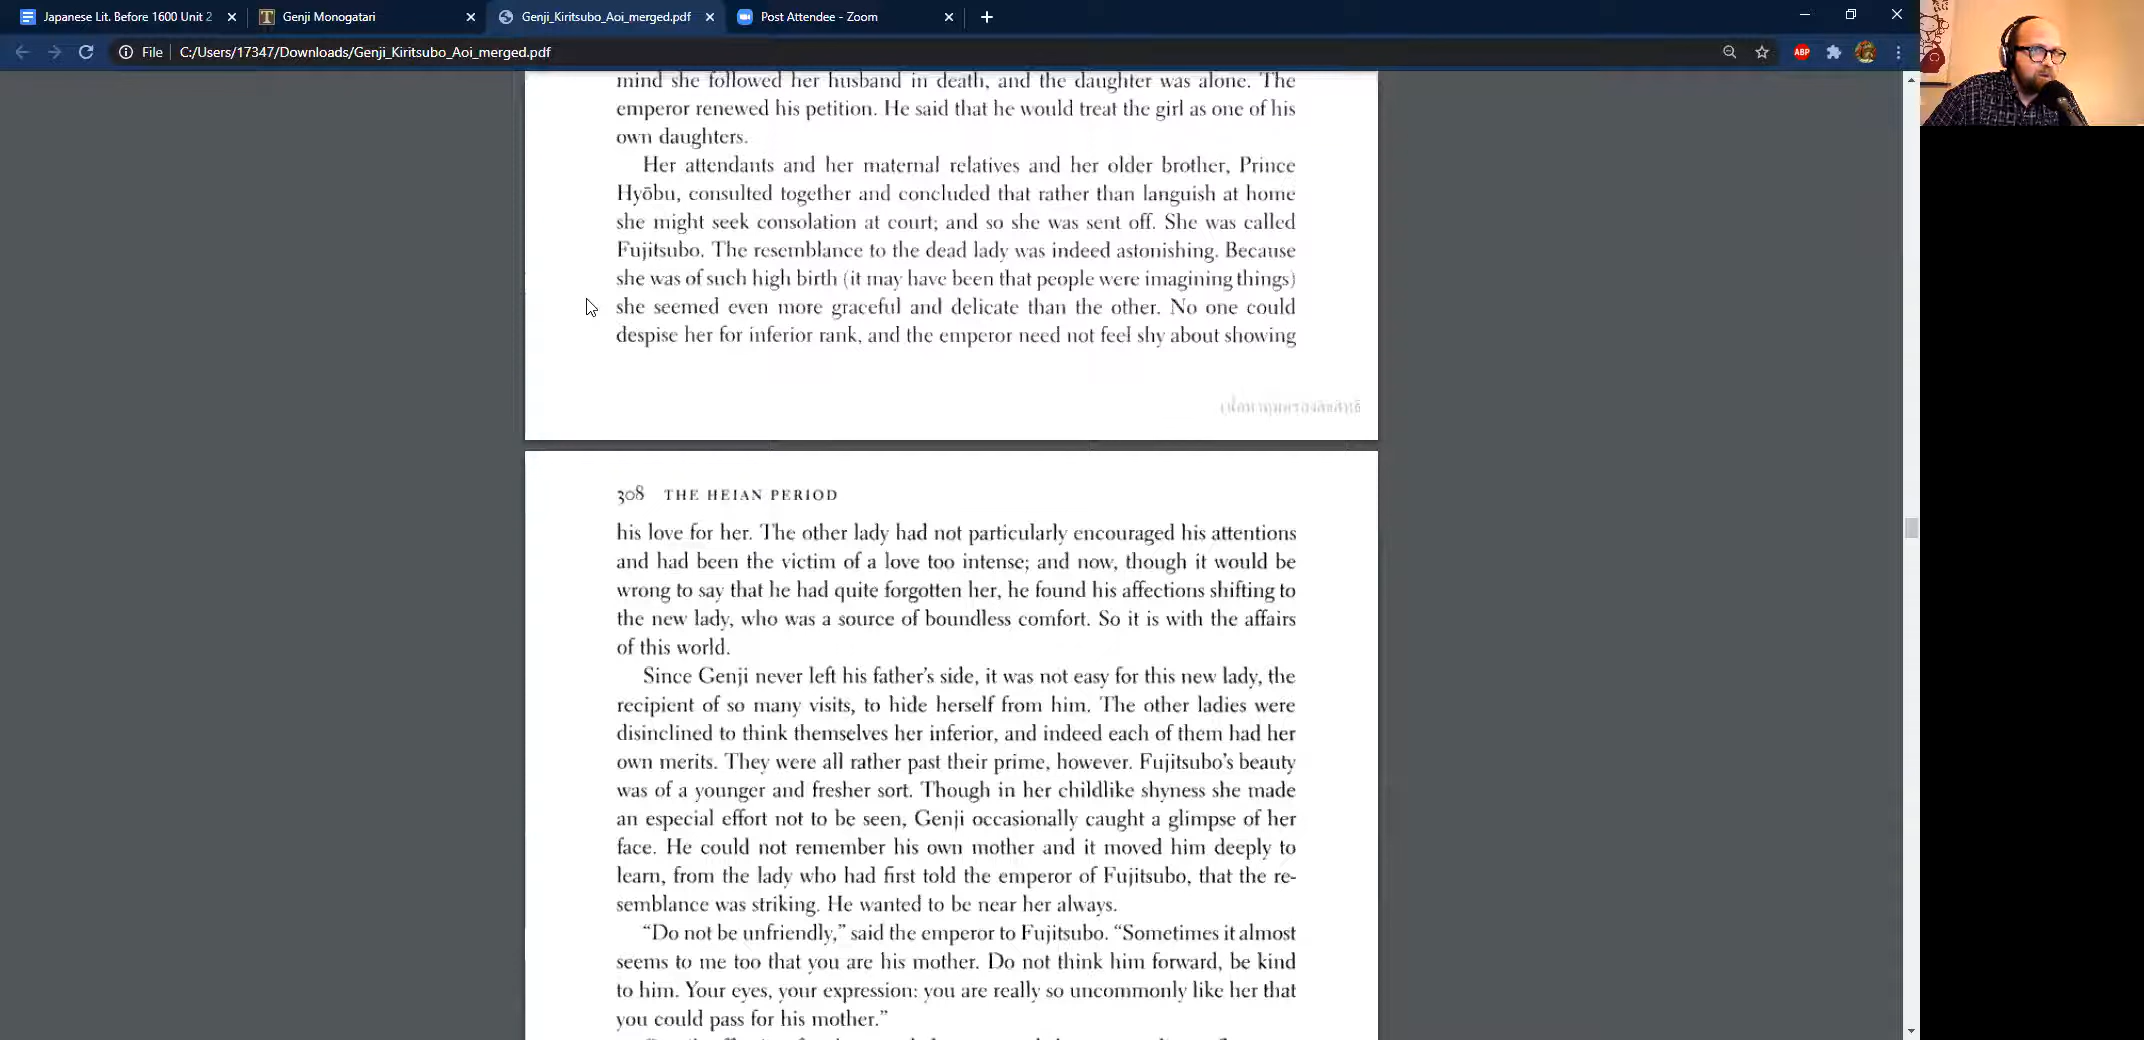 Japanese Lit. Before 1600 Unit 2
Genji Monogatari
Genji_Kiritsubo_Aoi_merged.pdf
Post Attendee - Zoom
File
C:/Users/17347/Downloads/Genji_Kiritsubo_Aoi_merged.pdf
ABP
mind she followed her husband in death, and the daughter was alone. The
emperor renewed his petition. He said that he would treat the girl as one of his
own daughters.
Her attendants and her maternal relatives and her older brother, Prince
Hyōbu, consulted together and concluded that rather than languish at home
she might seek consolation at court; and so she was sent off. She was called
Fujitsubo. The resemblance to the dead lady was indeed astonishing. Because
she was of such high birth (it may have been that people were imagining things)
she seemed even more graceful and delicate than the other. No one could
despise her for inferior rank, and the emperor need not feel shy about showing
308 THE HEIAN PERIOD
his love for her. The other lady had not particularly encouraged his attentions
and had been the victim of a love too intense; and now, though it would be
wrong to say that he had quite forgotten her, he found his affections shifting to
the new lady, who was a source of boundless comfort. So it is with the affairs
of this world.
Since Genji never left his father's side, it was not easy for this new lady, the
recipient of so many visits, to hide herself from him. The other ladies were
disinclined to think themselves her inferior, and indeed each of them had her
own merits. They were all rather past their prime, however. Fujitsubo's beauty
was of a younger and fresher sort. Though in her childlike shyness she made
an especial effort not to be seen, Genji occasionally caught a glimpse of her
face. He could not remember his own mother and it moved him deeply to
learn, from the lady who had first told the emperor of Fujitsubo, that the re-
semblance was striking. He wanted to be near her always.
"Do not be unfriendly," said the emperor to Fujitsubo. "Sometimes it almost
seems to me too that you are his mother. Do not think him forward, be kind
to him. Your eyes, your expression: you are really so uncommonly like her that
you could pass for his mother."